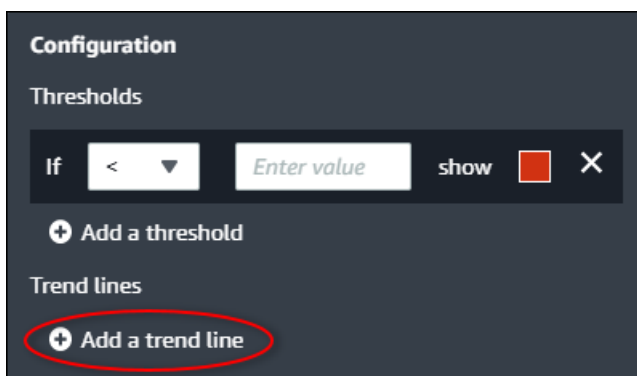 Configuration
Thresholds
If < Enter value show
Add a threshold
Trend lines
Add a trend line